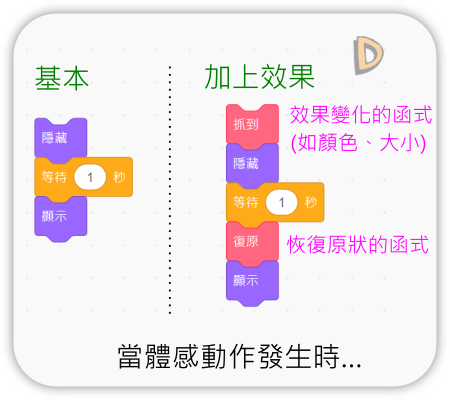 D
基本
加上效果
隱藏
等待 1 秒
顯示
抓到
隱藏
等待 1 秒
復原
顯示
效果變化的函式
(如顏色、大小)
恢復原狀的函式
當體感動作發生時...